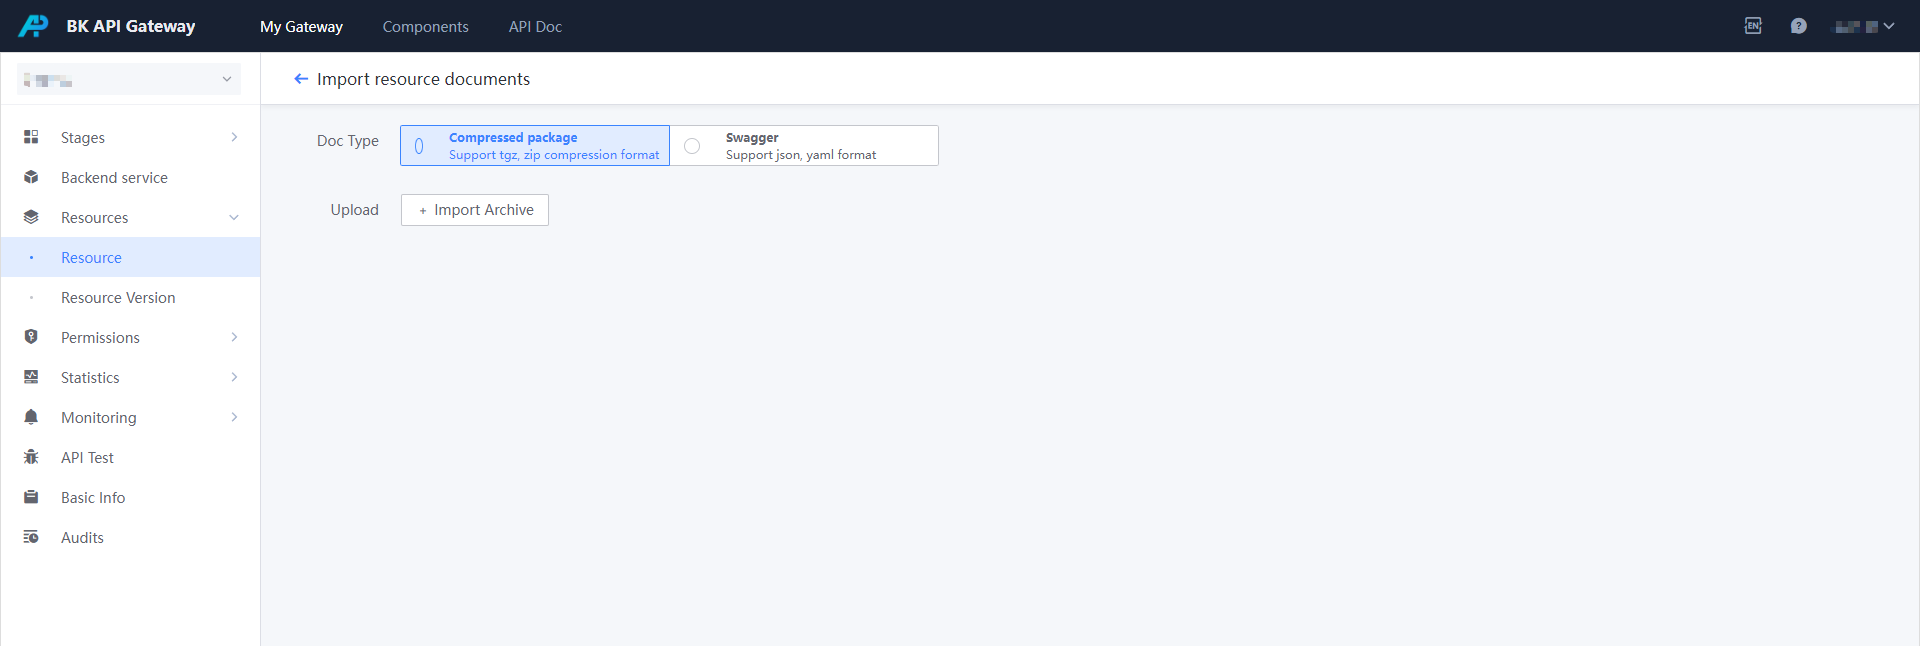 BK API Gateway My Gateway Components API Doc EN ?
Import resource documents
Stages
Backend service
Resources
Resource
Resource Version
Permissions
Statistics
Monitoring
API Test
Basic Info
Audits
Doc Type
Compressed package
Support tgz, zip compression format
Swagger
Support json, yaml format
Upload
+ Import Archive